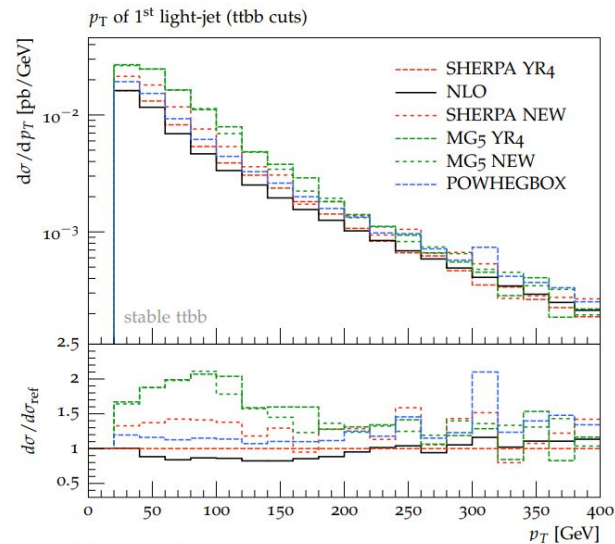 pT of 1st light-jet (ttbb cuts)
dσ/dpT [pb/GeV]
10⁻²
10⁻³
SHERPA YR4
NLO
SHERPA NEW
MG5 YR4
MG5 NEW
POWHEGBOX
stable ttbb
dσ/dσref
2.5
2
1.5
1
0.5
0 50 100 150 200 250 300 350 400
pT [GeV]